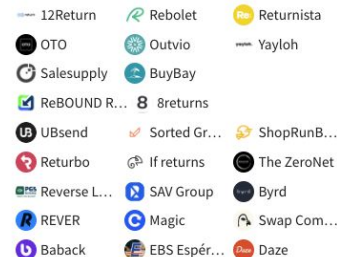 12Return Rebolet Returnista
OTO Outvio Yayloh
Salesupply BuyBay
ReBOUND R... 8returns
UBsend Sorted Gr... ShopRunB...
Returbo If returns The ZeroNet
Reverse L... SAV Group Byrd
REVER Magic Swap Com...
Baback EBS Espér... Daze